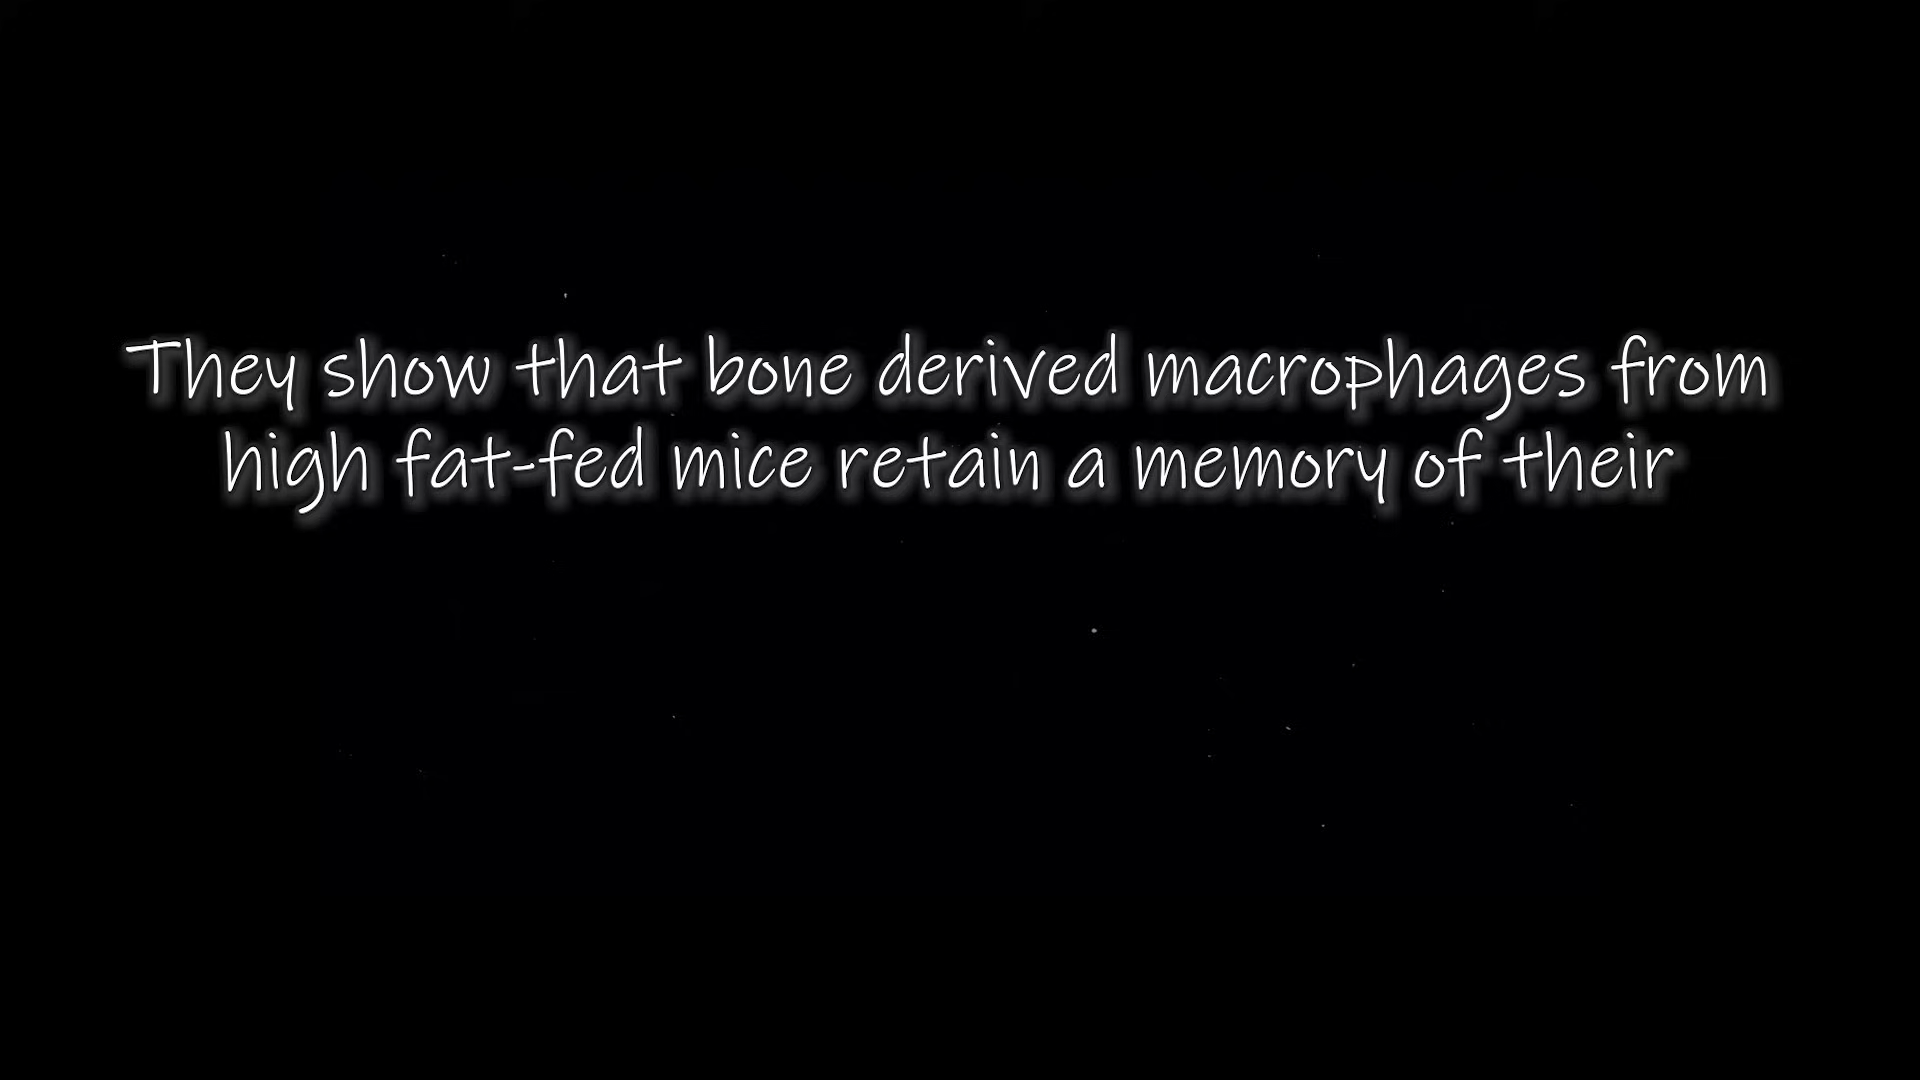 They show that bone derived macrophages from
high fat-fed mice retain a memory of their